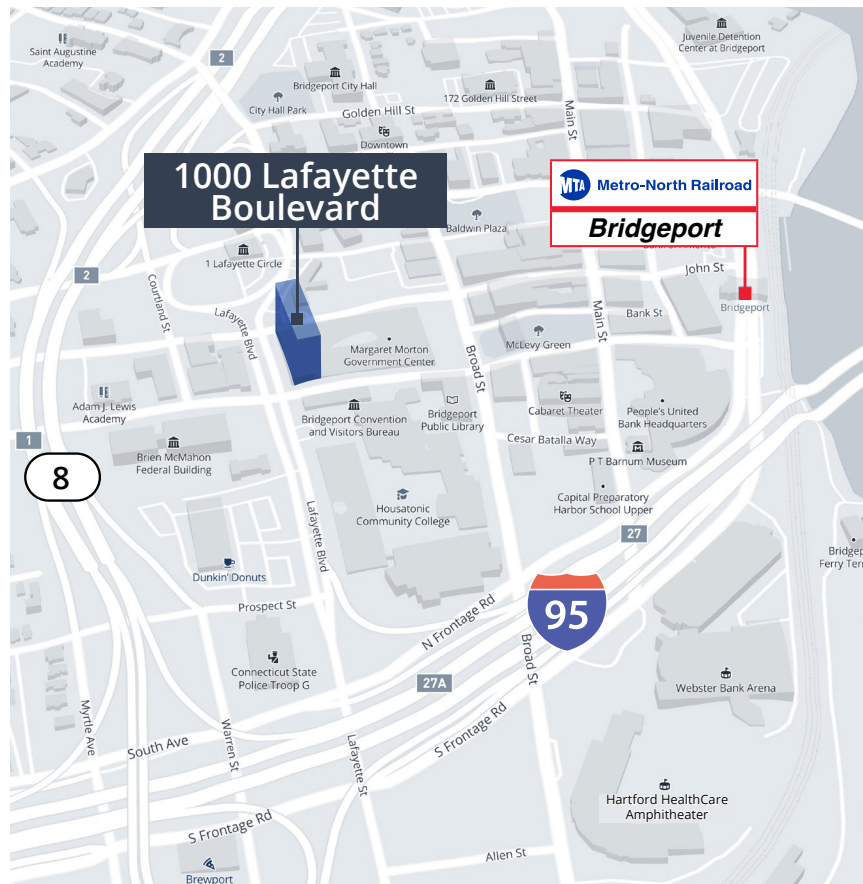 Juvenile Detention
Center at Bridgeport
Saint Augustine
Academy
2
2
Bridgeport City Hall
City Hall Park
172 Golden Hill Street
Golden Hill St
Main St
Downtown
1000 Lafayette
Boulevard
MTA Metro-North Railroad
Bridgeport
Baldwin Plaza
1 Lafayette Circle
John St
Courtland St
Lafayette Blvd
Bridgeport
Main St
Bank St
Margaret Morton
Government Center
McLevy Green
Broad St
Adam J. Lewis
Academy
Bridgeport Convention
and Visitors Bureau
Bridgeport
Public Library
Cabaret Theater
People's United
Bank Headquarters
1
Cesar Batalla Way
Brien McMahon
Federal Building
8
P T Barnum Museum
Housatonic
Community College
Capital Preparatory
Harbor School Upper
Lafayette Blvd
27
Bridgep
Ferry Terr
Dunkin' Donuts
Prospect St
N Frontage Rd
95
Connecticut State
Police Troop G
27A
Broad St
Webster Bank Arena
Myrtle Ave
Warren St
South Ave
S Frontage Rd
Lafayette St
Hartford HealthCare
Amphitheater
S Frontage Rd
Allen St
Brewport